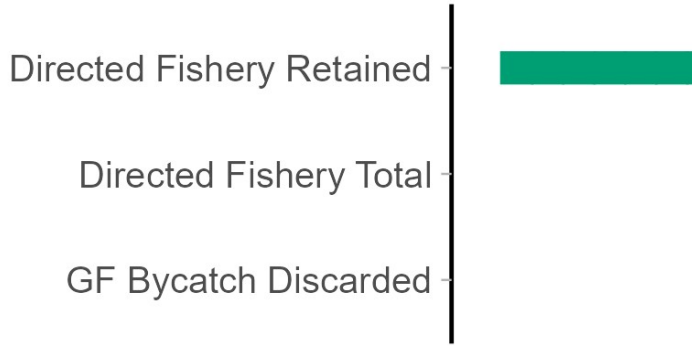 Directed Fishery Retained
Directed Fishery Total
GF Bycatch Discarded